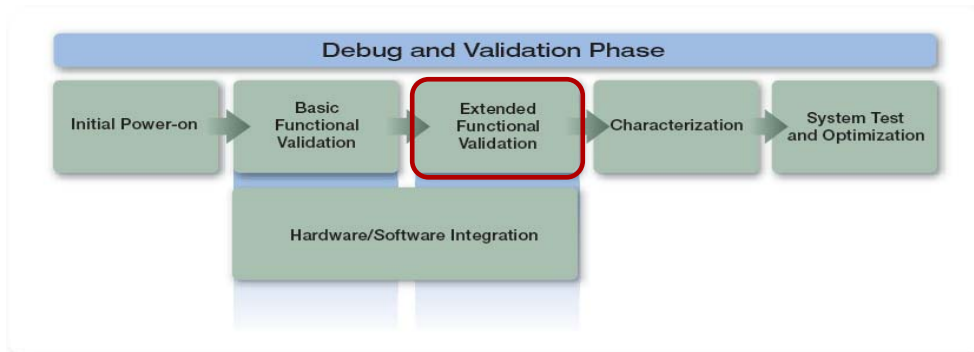 Debug and Validation Phase
Initial Power-on
Basic
Functional
Validation
Extended
Functional
Validation
Characterization
System Test
and Optimization
Hardware/Software Integration